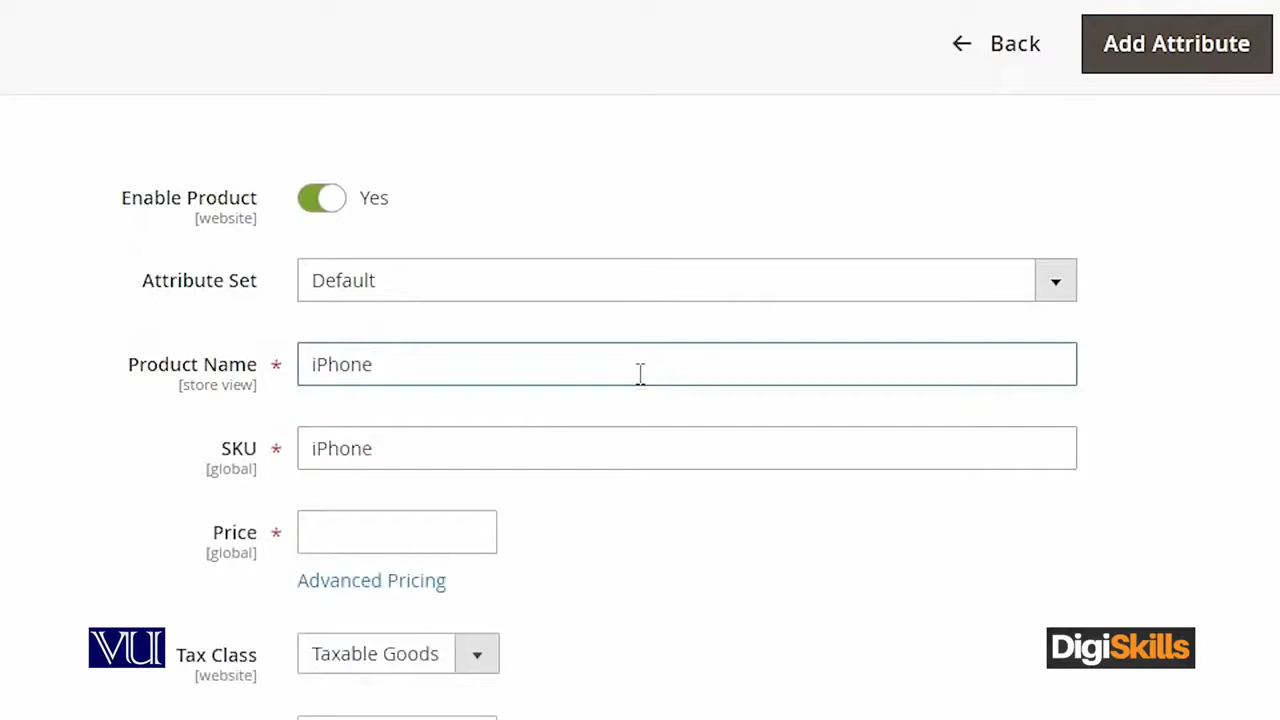 ← Back Add Attribute
Enable Product Yes
[website]
Attribute Set Default
Product Name * iPhone
[store view]
SKU * iPhone
[global]
Price *
[global]
Advanced Pricing
VU Tax Class Taxable Goods DigiSkills
[website]